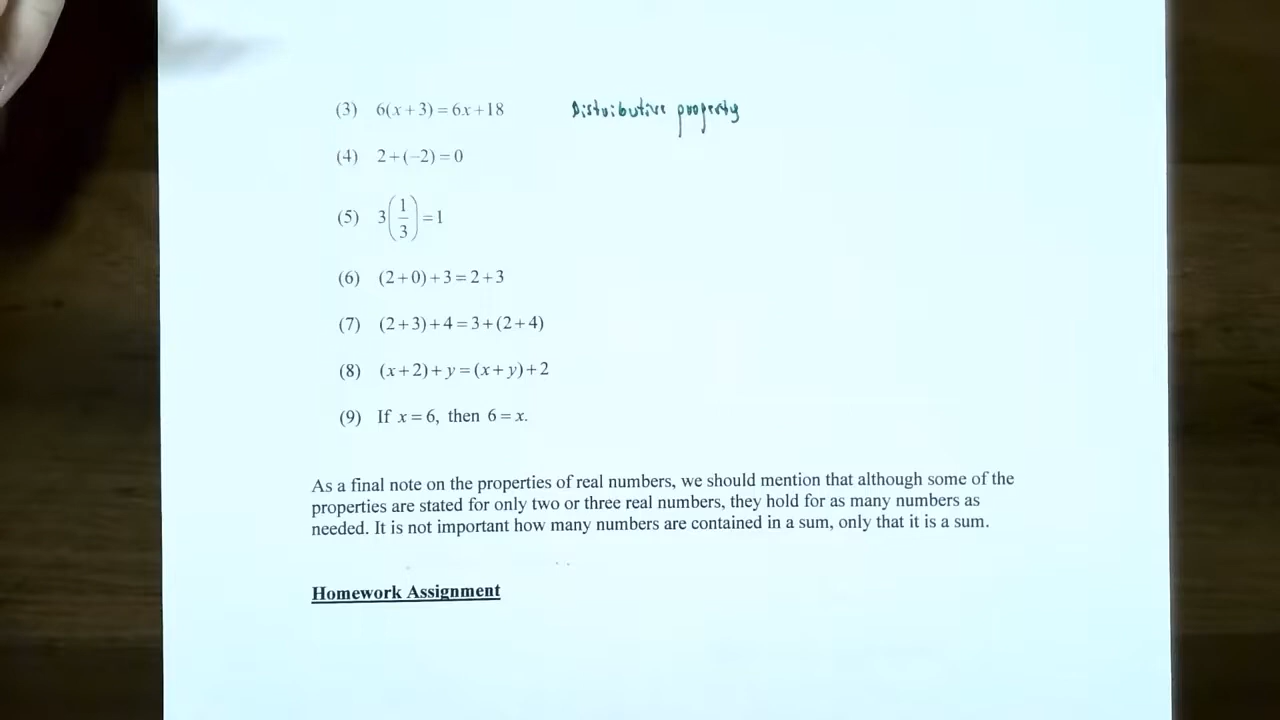 (3) 6(x+3)=6x+18 Distributive property
(4) 2+(−2)=0
(5) 3(1/3)=1
(6) (2+0)+3=2+3
(7) (2+3)+4=3+(2+4)
(8) (x+2)+y=(x+y)+2
(9) If x=6, then 6=x.
As a final note on the properties of real numbers, we should mention that although some of the
properties are stated for only two or three real numbers, they hold for as many numbers as
needed. It is not important how many numbers are contained in a sum, only that it is a sum.
Homework Assignment